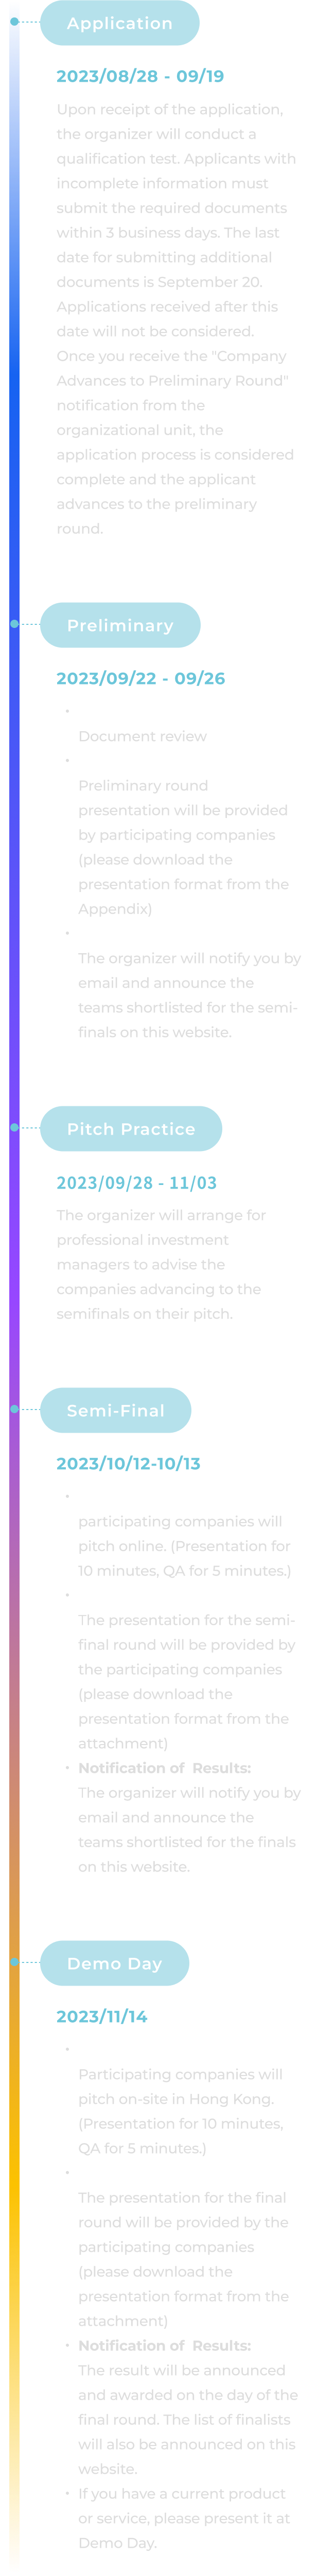 Application
2023/08/28 - 09/19
Upon receipt of the application,
the organizer will conduct a
qualification test. Applicants with
incomplete information must
submit the required documents
within 3 business days. The last
date for submitting additional
documents is September 20.
Applications received after this
date will not be considered.
Once you receive the "Company
Advances to Preliminary Round"
notification from the
organizational unit, the
application process is considered
complete and the applicant
advances to the preliminary
round.
Preliminary
2023/09/22 - 09/26
•
Document review
•
Preliminary round
presentation will be provided
by participating companies
(please download the
presentation format from the
Appendix)
•
The organizer will notify you by
email and announce the
teams shortlisted for the semi-
finals on this website.
Pitch Practice
2023/09/28 - 11/03
The organizer will arrange for
professional investment
managers to advise the
companies advancing to the
semifinals on their pitch.
Semi-Final
2023/10/12-10/13
•
participating companies will
pitch online. (Presentation for
10 minutes, QA for 5 minutes.)
•
The presentation for the semi-
final round will be provided by
the participating companies
(please download the
presentation format from the
attachment)
• Notification of  Results:
The organizer will notify you by
email and announce the
teams shortlisted for the finals
on this website.
Demo Day
2023/11/14
•
Participating companies will
pitch on-site in Hong Kong.
(Presentation for 10 minutes,
QA for 5 minutes.)
•
The presentation for the final
round will be provided by the
participating companies
(please download the
presentation format from the
attachment)
• Notification of  Results:
The result will be announced
and awarded on the day of the
final round. The list of finalists
will also be announced on this
website.
• If you have a current product
or service, please present it at
Demo Day.